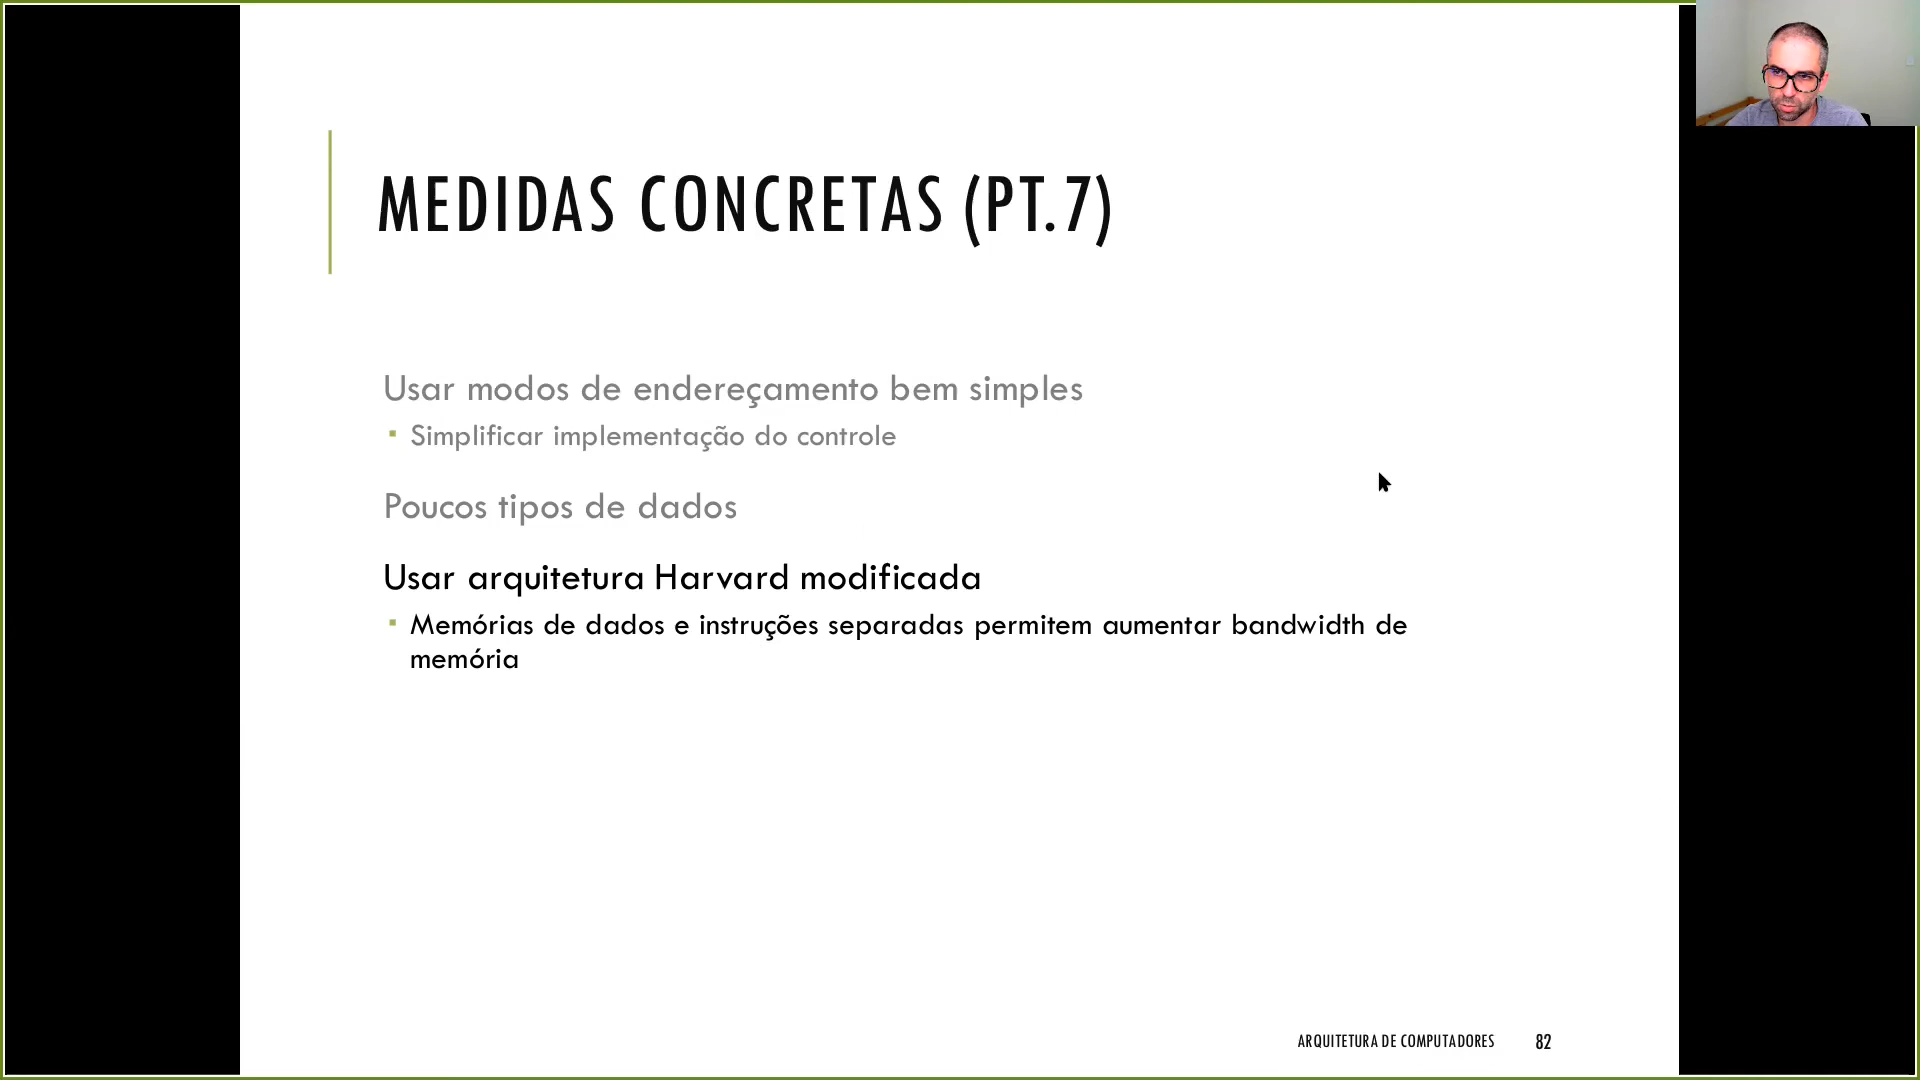 MEDIDAS CONCRETAS (PT.7)
Usar modos de endereçamento bem simples
▪ Simplificar implementação do controle
Poucos tipos de dados
Usar arquitetura Harvard modificada
▪ Memórias de dados e instruções separadas permitem aumentar bandwidth de
memória
ARQUITETURA DE COMPUTADORES 82